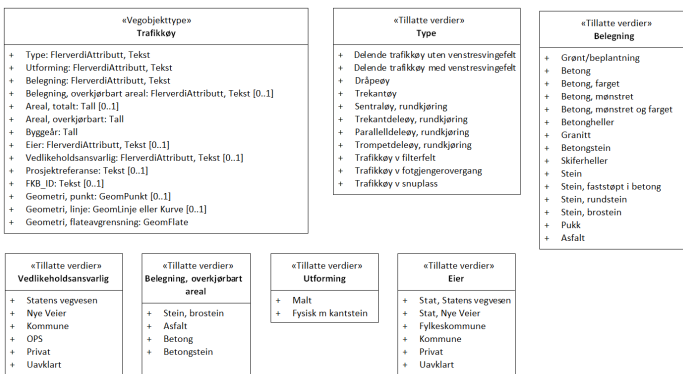 «Vegobjekttype»
Trafikkøy
+ Type: FlerverdiAttributt, Tekst
+ Utforming: FlerverdiAttributt, Tekst
+ Belegning: FlerverdiAttributt, Tekst
+ Belegning, overkjørbart areal: FlerverdiAttributt, Tekst [0..1]
+ Areal, totalt: Tall [0..1]
+ Areal, overkjørbart: Tall
+ Byggeår: Tall
+ Eier: FlerverdiAttributt, Tekst [0..1]
+ Vedlikeholdsansvarlig: FlerverdiAttributt, Tekst [0..1]
+ Prosjektreferanse: Tekst [0..1]
+ FKB_ID: Tekst [0..1]
+ Geometri, punkt: GeomPunkt [0..1]
+ Geometri, linje: GeomLinje eller Kurve [0..1]
+ Geometri, flateavgrensning: GeomFlate
«Tillatte verdier»
Type
+ Delende trafikkøy uten venstresvingefelt
+ Delende trafikkøy med venstresvingefelt
+ Dråpeøy
+ Trekantøy
+ Sentraløy, rundkjøring
+ Trekantdeleøy, rundkjøring
+ Parallelldeleøy, rundkjøring
+ Trompetdeleøy, rundkjøring
+ Trafikkøy v filterfelt
+ Trafikkøy v fotgjengerovergang
+ Trafikkøy v snuplass
«Tillatte verdier»
Belegning
+ Grønt/beplantning
+ Betong
+ Betong, farget
+ Betong, mønstret
+ Betong, mønstret og farget
+ Betongheller
+ Granitt
+ Betongstein
+ Skiferheller
+ Stein
+ Stein, faststøpt i betong
+ Stein, rundstein
+ Stein, brostein
+ Pukk
+ Asfalt
«Tillatte verdier»
Vedlikeholdsansvarlig
+ Statens vegvesen
+ Nye Veier
+ Kommune
+ OPS
+ Privat
+ Uavklart
«Tillatte verdier»
Belegning, overkjørbart
areal
+ Stein, brostein
+ Asfalt
+ Betong
+ Betongstein
«Tillatte verdier»
Utforming
+ Malt
+ Fysisk m kantstein
«Tillatte verdier»
Eier
+ Stat, Statens vegvesen
+ Stat, Nye Veier
+ Fylkeskommune
+ Kommune
+ Privat
+ Uavklart